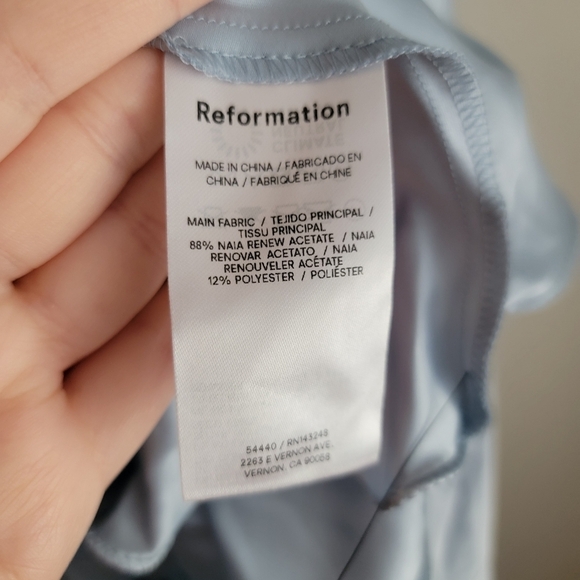 Reformation
MADE IN CHINA / FABRICADO EN
CHINA / FABRIQUÉ EN CHINE
MAIN FABRIC / TEJIDO PRINCIPAL /
TISSU PRINCIPAL
88% NAIA RENEW ACETATE / NAIA
RENOVAR ACETATO / NAIA
RENOUVELER ACÉTATE
12% POLYESTER / POLIÉSTER
54440 / RN143248
2263 E VERNON AVE.
VERNON, CA 90058